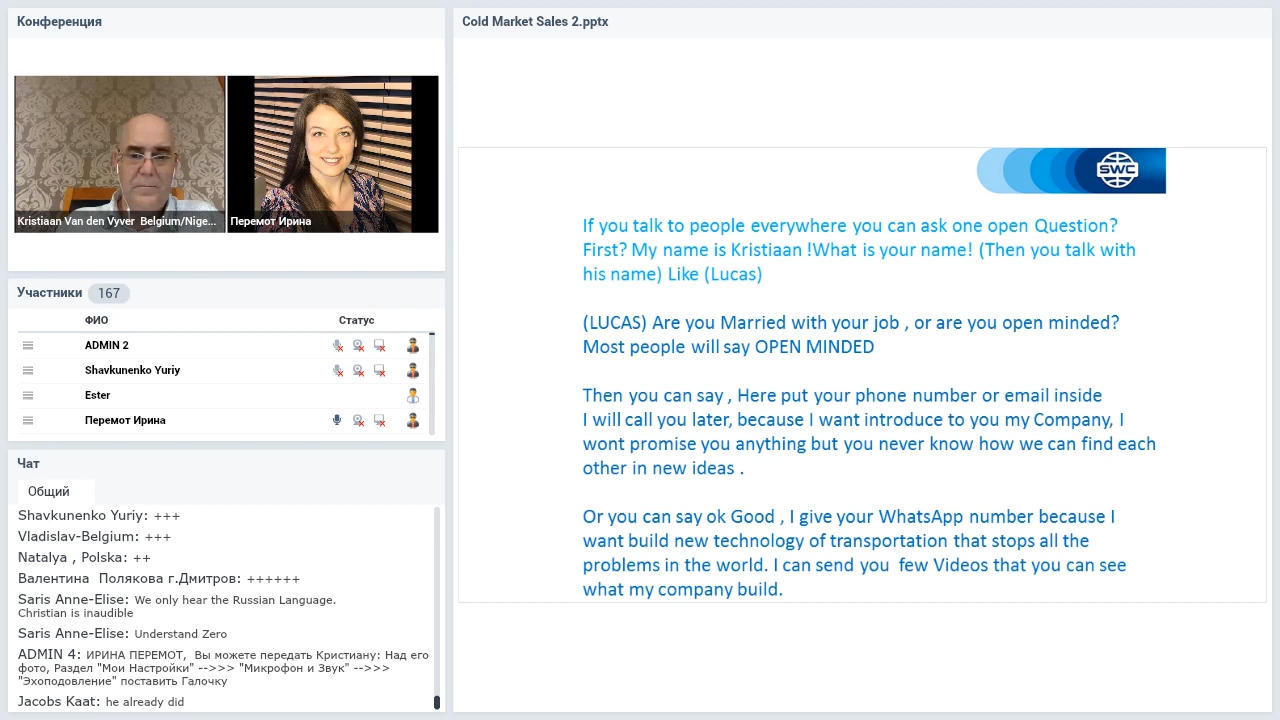 Конференция
Kristiaan Van den Vyver  Belgium/Nige...
Перемот Ирина
Участники 167
ФИО Статус
ADMIN 2
Shavkunenko Yuriy
Ester
Перемот Ирина
Чат
Общий
Shavkunenko Yuriy: +++
Vladislav-Belgium: +++
Natalya , Polska: ++
Валентина  Полякова г.Дмитров: ++++++
Saris Anne-Elise: We only hear the Russian Language.
Christian is inaudible
Saris Anne-Elise: Understand Zero
ADMIN 4: ИРИНА ПЕРЕМОТ,  Вы можете передать Кристиану: Над его
фото, Раздел "Мои Настройки" -->>> "Микрофон и Звук" -->>>
"Эхоподовление" поставить Галочку
Jacobs Kaat: he already did
Cold Market Sales 2.pptx
SWC
If you talk to people everywhere you can ask one open Question?
First? My name is Kristiaan !What is your name! (Then you talk with
his name) Like (Lucas)
(LUCAS) Are you Married with your job , or are you open minded?
Most people will say OPEN MINDED
Then you can say , Here put your phone number or email inside
I will call you later, because I want introduce to you my Company, I
wont promise you anything but you never know how we can find each
other in new ideas .
Or you can say ok Good , I give your WhatsApp number because I
want build new technology of transportation that stops all the
problems in the world. I can send you  few Videos that you can see
what my company build.